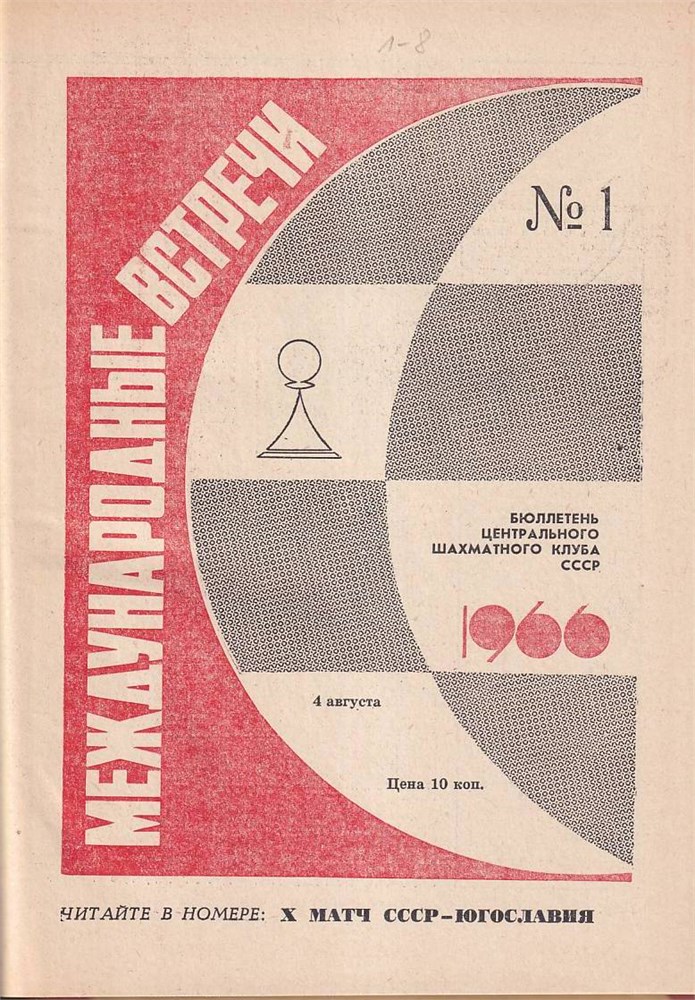 1-8
МЕЖДУНАРОДНЫЕ ВСТРЕЧИ
№ 1
БЮЛЛЕТЕНЬ
ЦЕНТРАЛЬНОГО
ШАХМАТНОГО КЛУБА
СССР
1966
4 августа
Цена 10 коп.
ЧИТАЙТЕ В НОМЕРЕ: X МАТЧ СССР–ЮГОСЛАВИЯ